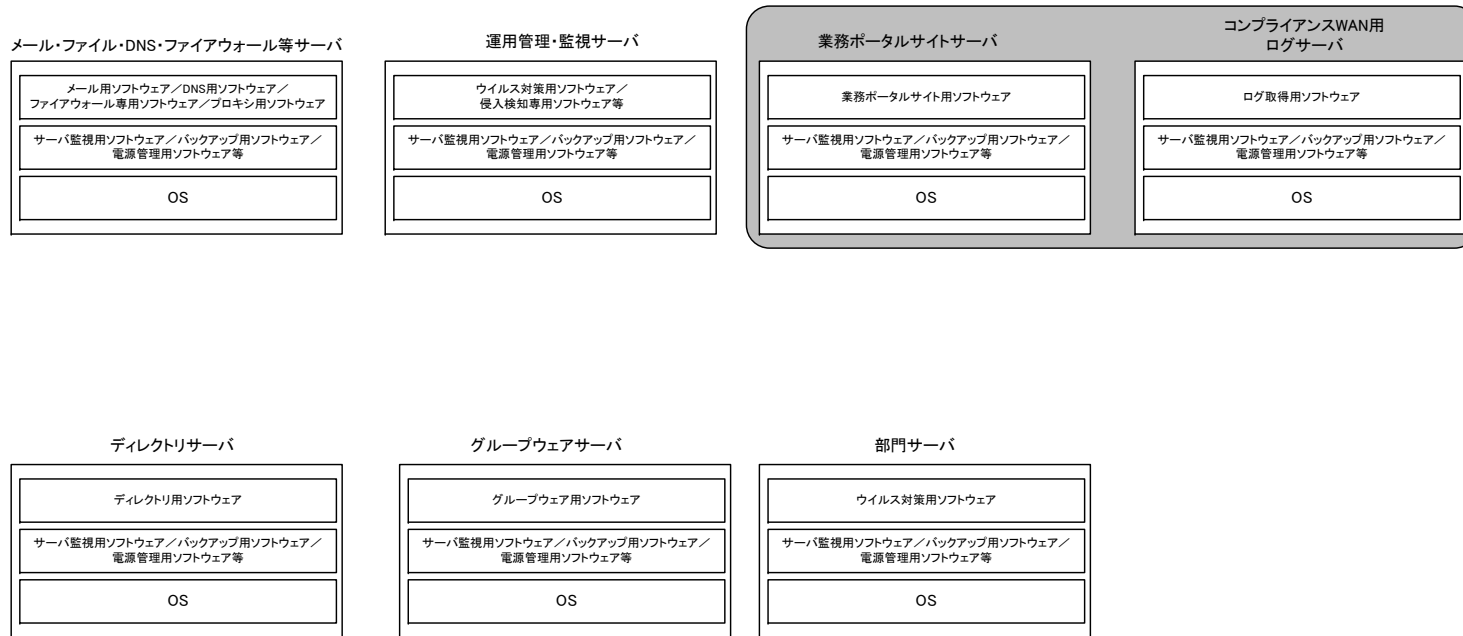 メール・ファイル・DNS・ファイアウォール等サーバ
メール用ソフトウェア／DNS用ソフトウェア／
ファイアウォール専用ソフトウェア／プロキシ用ソフトウェア
サーバ監視用ソフトウェア／バックアップ用ソフトウェア／
電源管理用ソフトウェア等
OS
運用管理・監視サーバ
ウイルス対策用ソフトウェア／
侵入検知専用ソフトウェア等
サーバ監視用ソフトウェア／バックアップ用ソフトウェア／
電源管理用ソフトウェア等
OS
業務ポータルサイトサーバ
業務ポータルサイト用ソフトウェア
サーバ監視用ソフトウェア／バックアップ用ソフトウェア／
電源管理用ソフトウェア等
OS
コンプライアンスWAN用
ログサーバ
ログ取得用ソフトウェア
サーバ監視用ソフトウェア／バックアップ用ソフトウェア／
電源管理用ソフトウェア等
OS
ディレクトリサーバ
ディレクトリ用ソフトウェア
サーバ監視用ソフトウェア／バックアップ用ソフトウェア／
電源管理用ソフトウェア等
OS
グループウェアサーバ
グループウェア用ソフトウェア
サーバ監視用ソフトウェア／バックアップ用ソフトウェア／
電源管理用ソフトウェア等
OS
部門サーバ
ウイルス対策用ソフトウェア
サーバ監視用ソフトウェア／バックアップ用ソフトウェア／
電源管理用ソフトウェア等
OS